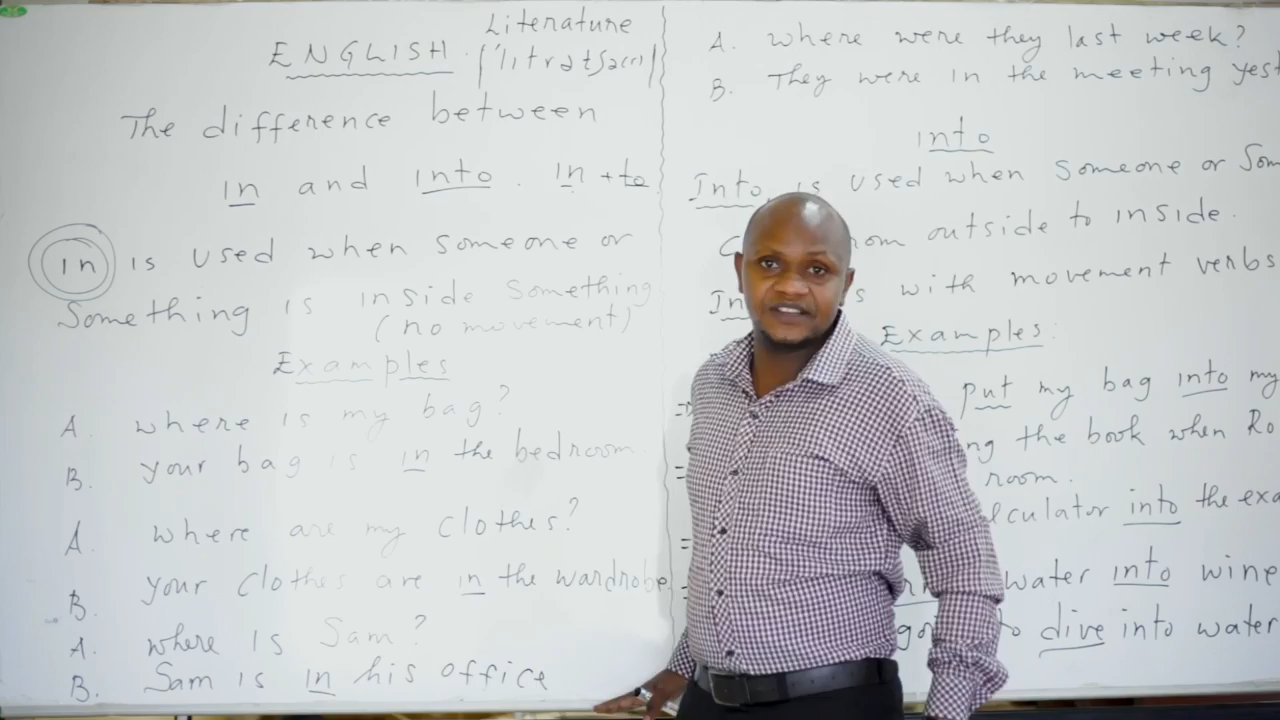 Literature
ENGLISH
The difference between
in and into. in + to
in is used when someone or
Something is inside something
(no movement)
Examples
A. where is my bag?
B. your bag is in the bedroom
A. where are my clothes?
B. your clothes are in the wardrobe
A. where is Sam?
B. Sam is in his office
A. where were they last week?
B. They were in the meeting
into
Into is used when someone or
outside to inside.
with movement verbs
Examples:
put my bag into my
the book when
room.
into the
water into wine
to dive into water